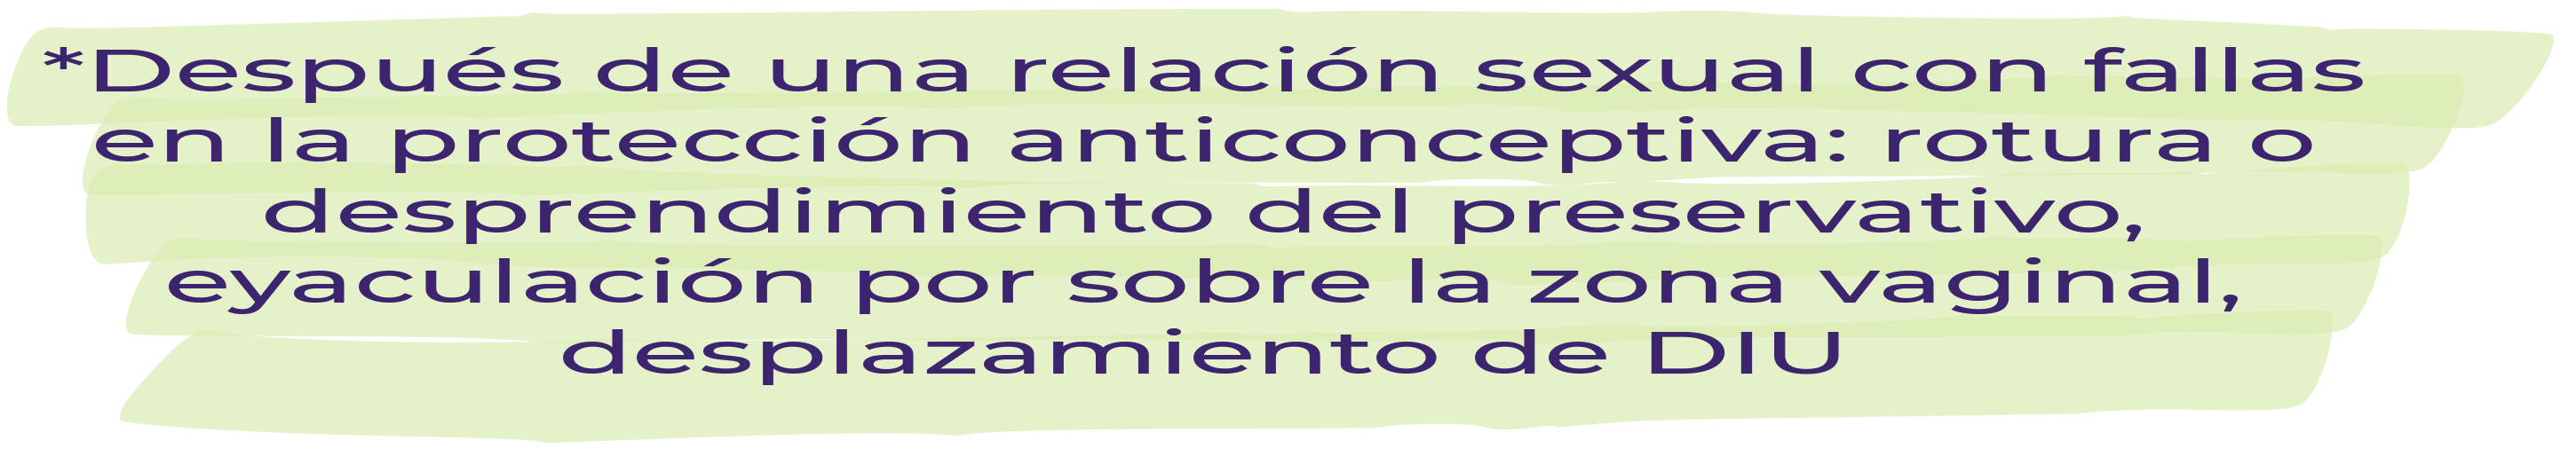 *Después de una relación sexual con fallas
en la protección anticonceptiva: rotura o
desprendimiento del preservativo,
eyaculación por sobre la zona vaginal,
desplazamiento de DIU